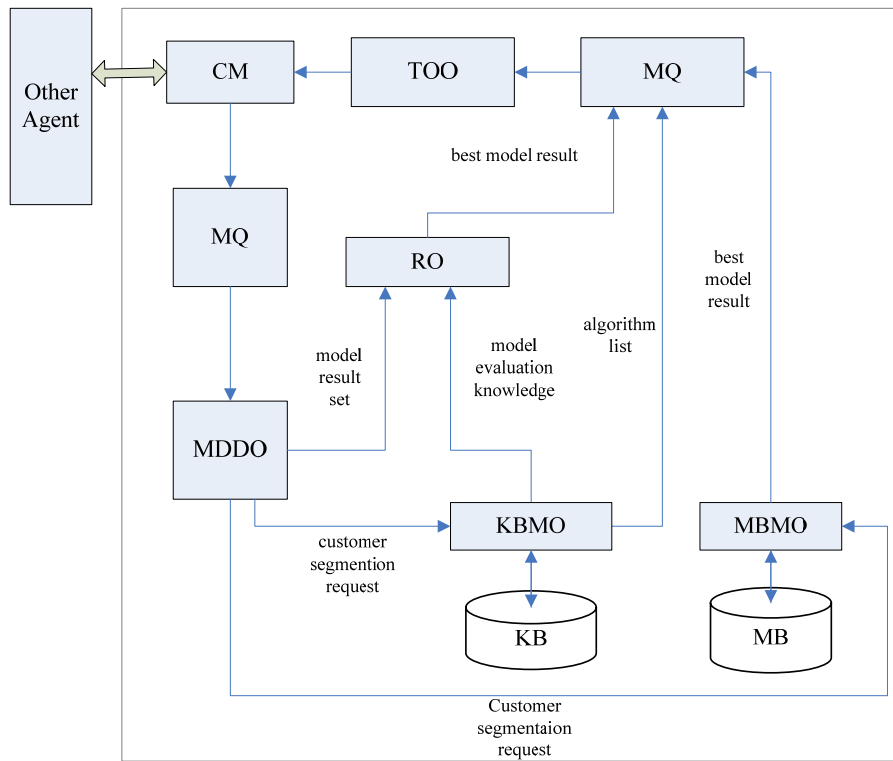 Other
Agent
CM
TOO
MQ
best model result
MQ
RO
best
model
result
algorithm
list
model
result
set
model
evaluation
knowledge
MDDO
KBMO
MBMO
customer
segmention
request
KB
MB
Customer
segmentaion
request